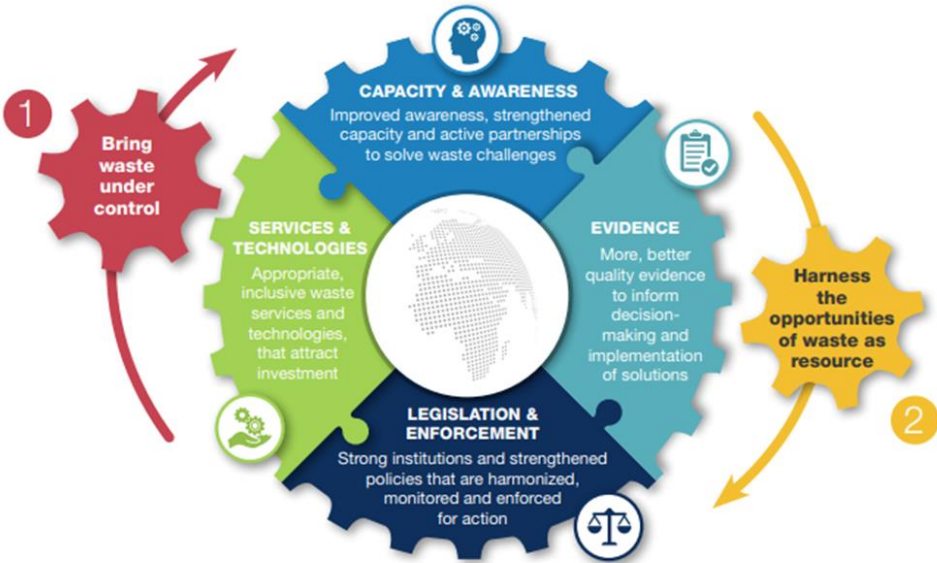 1
Bring
waste
under
control
CAPACITY & AWARENESS
Improved awareness, strengthened
capacity and active partnerships
to solve waste challenges
SERVICES &
TECHNOLOGIES
Appropriate,
inclusive waste
services and
technologies,
that attract
investment
EVIDENCE
More, better
quality evidence
to inform
decision-
making and
implementation
of solutions
LEGISLATION &
ENFORCEMENT
Strong institutions and strengthened
policies that are harmonized,
monitored and enforced
for action
Harness
the
opportunities
of waste as
resource
2